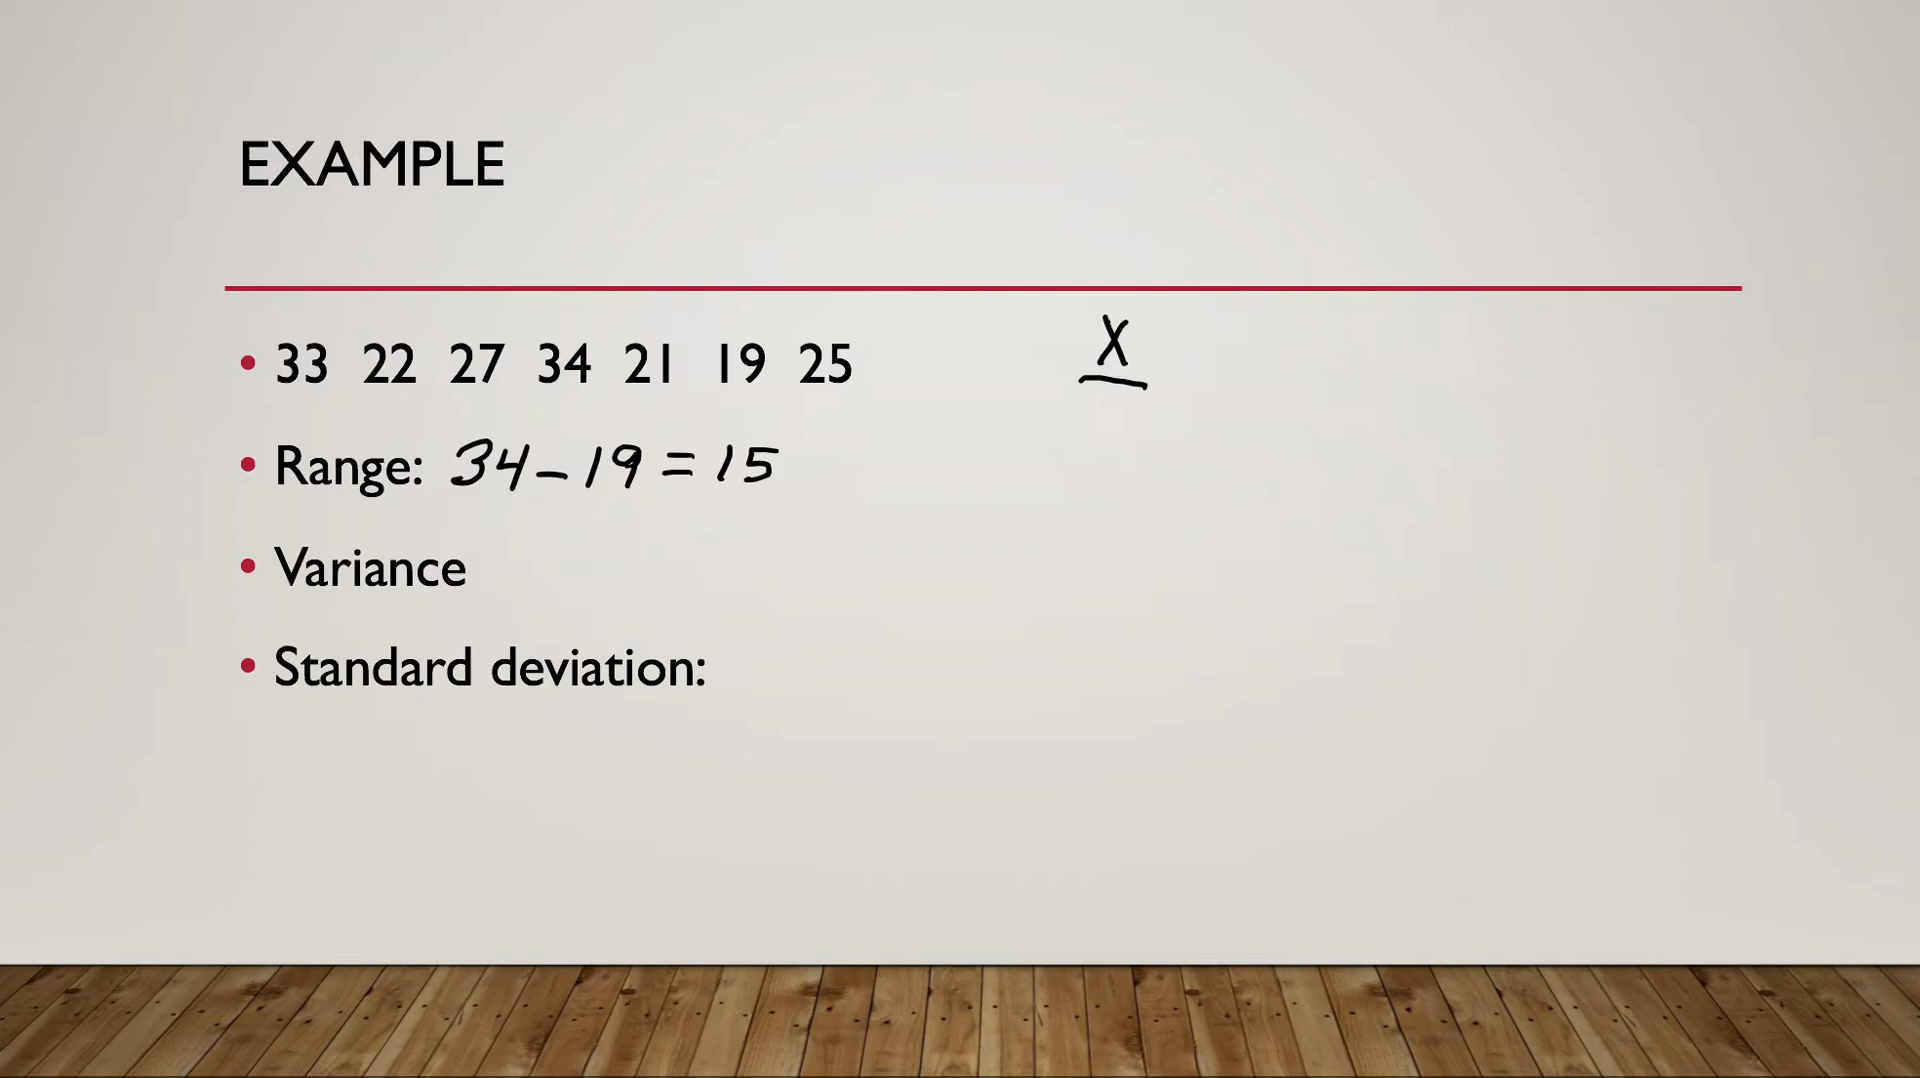 EXAMPLE
• 33 22 27 34 21 19 25
X
• Range: 34 - 19 = 15
• Variance
• Standard deviation: